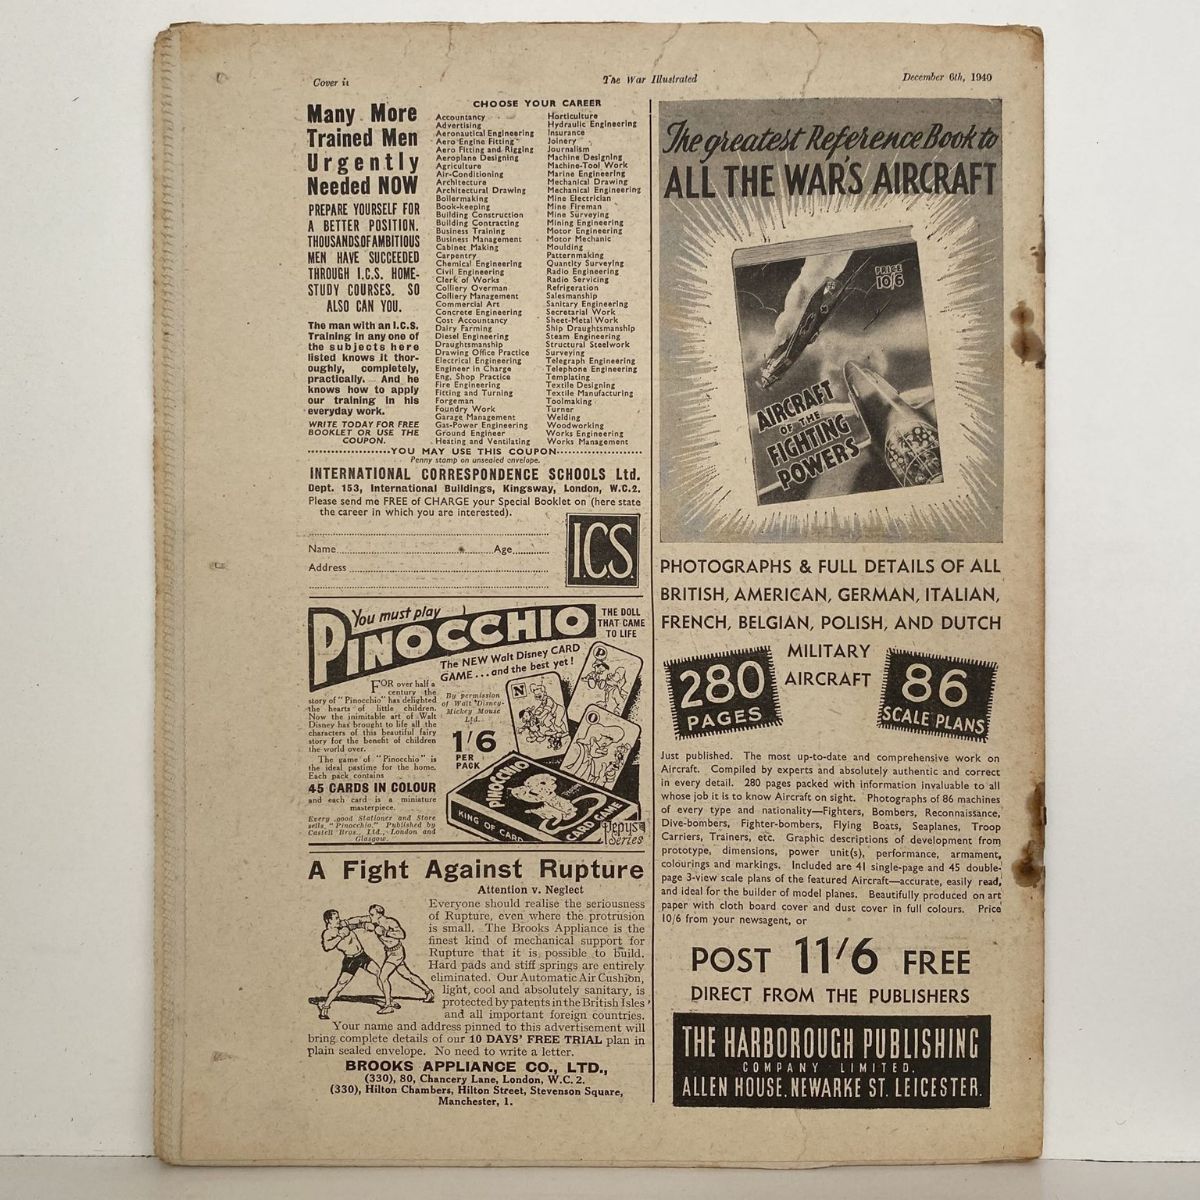 Cover ii
The War Illustrated
December 6th, 1940
Many More
Trained Men
Urgently
Needed NOW
PREPARE YOURSELF FOR
A BETTER POSITION.
THOUSANDS OF AMBITIOUS
MEN HAVE SUCCEEDED
THROUGH I.C.S. HOME-
STUDY COURSES. SO
ALSO CAN YOU.
The man with an I.C.S.
Training in any one of
the subjects here
listed knows it thor-
oughly, completely,
practically. And he
knows how to apply
our training in his
everyday work.
WRITE TODAY FOR FREE
BOOKLET OR USE THE
COUPON.
CHOOSE YOUR CAREER
Accountancy
Advertising
Aeronautical Engineering
Aero Engine Fitting
Aero Fitting and Rigging
Aeroplane Designing
Agriculture
Air-Conditioning
Architecture
Architectural Drawing
Boilermaking
Book-keeping
Building Construction
Building Contracting
Business Training
Business Management
Cabinet Making
Carpentry
Chemical Engineering
Civil Engineering
Clerk of Works
Colliery Overman
Colliery Management
Commercial Art
Concrete Engineering
Cost Accountancy
Dairy Farming
Diesel Engineering
Draughtsmanship
Drawing Office Practice
Electrical Engineering
Engineer in Charge
Eng. Shop Practice
Fire Engineering
Fitting and Turning
Forgeman
Foundry Work
Garage Management
Gas-Power Engineering
Ground Engineer
Heating and Ventilating
Horticulture
Hydraulic Engineering
Insurance
Joinery
Journalism
Machine Designing
Machine-Tool Work
Marine Engineering
Mechanical Drawing
Mechanical Engineering
Mine Electrician
Mine Fireman
Mine Surveying
Mining Engineering
Motor Engineering
Motor Mechanic
Moulding
Patternmaking
Quantity Surveying
Radio Engineering
Radio Servicing
Refrigeration
Salesmanship
Sanitary Engineering
Secretarial Work
Sheet-Metal Work
Ship Draughtsmanship
Steam Engineering
Structural Steelwork
Surveying
Telegraph Engineering
Telephone Engineering
Templating
Textile Designing
Textile Manufacturing
Toolmaking
Turner
Welding
Woodworking
Works Engineering
Works Management
YOU MAY USE THIS COUPON
Penny stamp on unsealed envelope.
INTERNATIONAL CORRESPONDENCE SCHOOLS Ltd.
Dept. 153, International Buildings, Kingsway, London, W.C.2.
Please send me FREE of CHARGE your Special Booklet on (here state
the career in which you are interested).
Name Age
Address
I.C.S.
You must play
PINOCCHIO
THE DOLL
THAT CAME
TO LIFE
The NEW Walt Disney CARD
GAME . . . and the best yet!
FOR over half a
century the
story of "Pinocchio" has delighted
the hearts of little children.
Now the inimitable art of Walt
Disney has brought to life all the
characters of this beautiful fairy
story for the benefit of children
the world over.
The game of "Pinocchio" is
the ideal pastime for the home.
Each pack contains
45 CARDS IN COLOUR
and each card is a miniature
masterpiece.
Every good Stationer and Store
sells "Pinocchio." Published by
Castell Bros., Ltd., London and
Glasgow.
By permission
of Walt Disney-
Mickey Mouse
Ltd.
1/6
PER
PACK
N
P
O
PINOCCHIO
CARD GAME
KING OF CARD
Pepys
Series
A Fight Against Rupture
Attention v. Neglect
Everyone should realise the seriousness
of Rupture, even where the protrusion
is small. The Brooks Appliance is the
finest kind of mechanical support for
Rupture that it is possible to build.
Hard pads and stiff springs are entirely
eliminated. Our Automatic Air Cushion,
light, cool and absolutely sanitary, is
protected by patents in the British Isles
and all important foreign countries.
Your name and address pinned to this advertisement will
bring complete details of our 10 DAYS' FREE TRIAL plan in
plain sealed envelope. No need to write a letter.
BROOKS APPLIANCE CO., LTD.,
(330), 80, Chancery Lane, London, W.C. 2.
(330), Hilton Chambers, Hilton Street, Stevenson Square,
Manchester, 1.
The greatest Reference Book to
ALL THE WAR'S AIRCRAFT
PRICE
10/6
AIRCRAFT
OF THE
FIGHTING
POWERS
PHOTOGRAPHS & FULL DETAILS OF ALL
BRITISH, AMERICAN, GERMAN, ITALIAN,
FRENCH, BELGIAN, POLISH, AND DUTCH
MILITARY
AIRCRAFT
280
PAGES
86
SCALE PLANS
Just published. The most up-to-date and comprehensive work on
Aircraft. Compiled by experts and absolutely authentic and correct
in every detail. 280 pages packed with information invaluable to all
whose job it is to know Aircraft on sight. Photographs of 86 machines
of every type and nationality—Fighters, Bombers, Reconnaissance,
Dive-bombers, Fighter-bombers, Flying Boats, Seaplanes, Troop
Carriers, Trainers, etc. Graphic descriptions of development from
prototype, dimensions, power unit(s), performance, armament,
colourings and markings. Included are 41 single-page and 45 double-
page 3-view scale plans of the featured Aircraft—accurate, easily read,
and ideal for the builder of model planes. Beautifully produced on art
paper with cloth board cover and dust cover in full colours. Price
10/6 from your newsagent, or
POST 11/6 FREE
DIRECT FROM THE PUBLISHERS
THE HARBOROUGH PUBLISHING
COMPANY LIMITED.
ALLEN HOUSE, NEWARKE ST. LEICESTER.